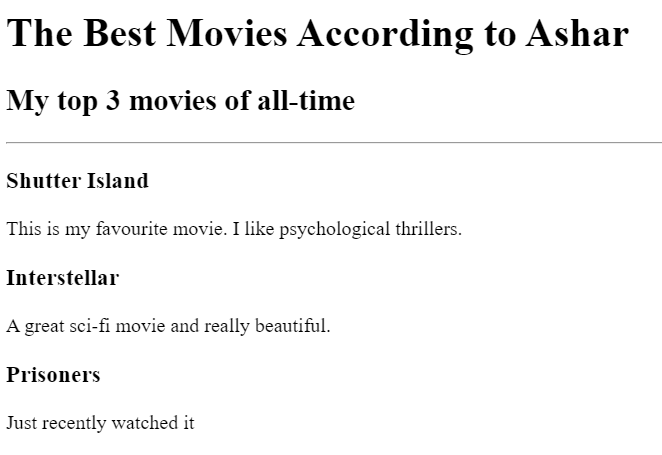 The Best Movies According to Ashar
My top 3 movies of all-time
Shutter Island
This is my favourite movie. I like psychological thrillers.
Interstellar
A great sci-fi movie and really beautiful.
Prisoners
Just recently watched it